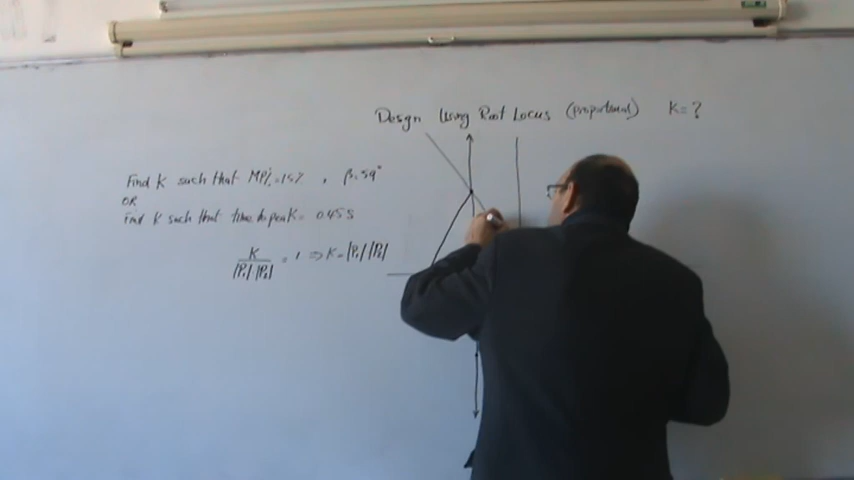 Design Using Root Locus (proportional) K=?
Find K such that MP%=15% , β=59°
OR
Find K such that time to peak = 0.45 s
K / |P₁| |P₂| = 1 ⇒ K = |P₁| |P₂|